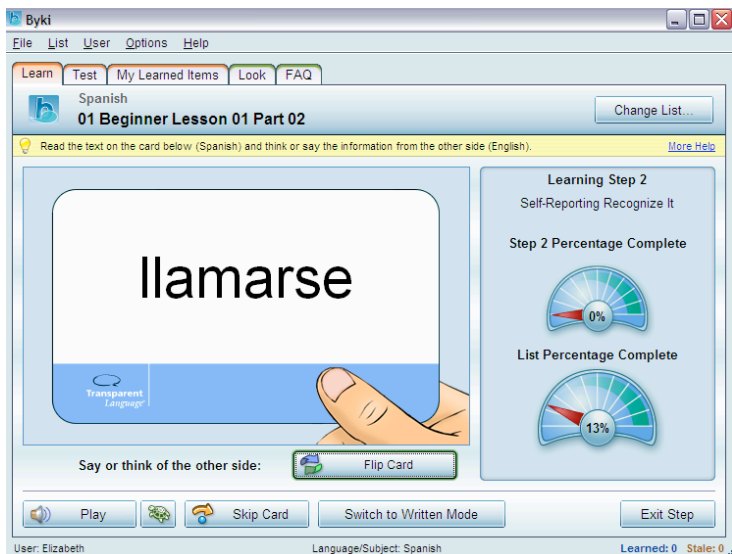 Byki
File List User Options Help
Learn Test My Learned Items Look FAQ
Spanish
01 Beginner Lesson 01 Part 02
Change List...
Read the text on the card below (Spanish) and think or say the information from the other side (English).
More Help
llamarse
Transparent
Language
Learning Step 2
Self-Reporting Recognize It
Step 2 Percentage Complete
0%
List Percentage Complete
13%
Say or think of the other side:
Flip Card
Play
Skip Card
Switch to Written Mode
Exit Step
User: Elizabeth
Language/Subject: Spanish
Learned: 0 Stale: 0